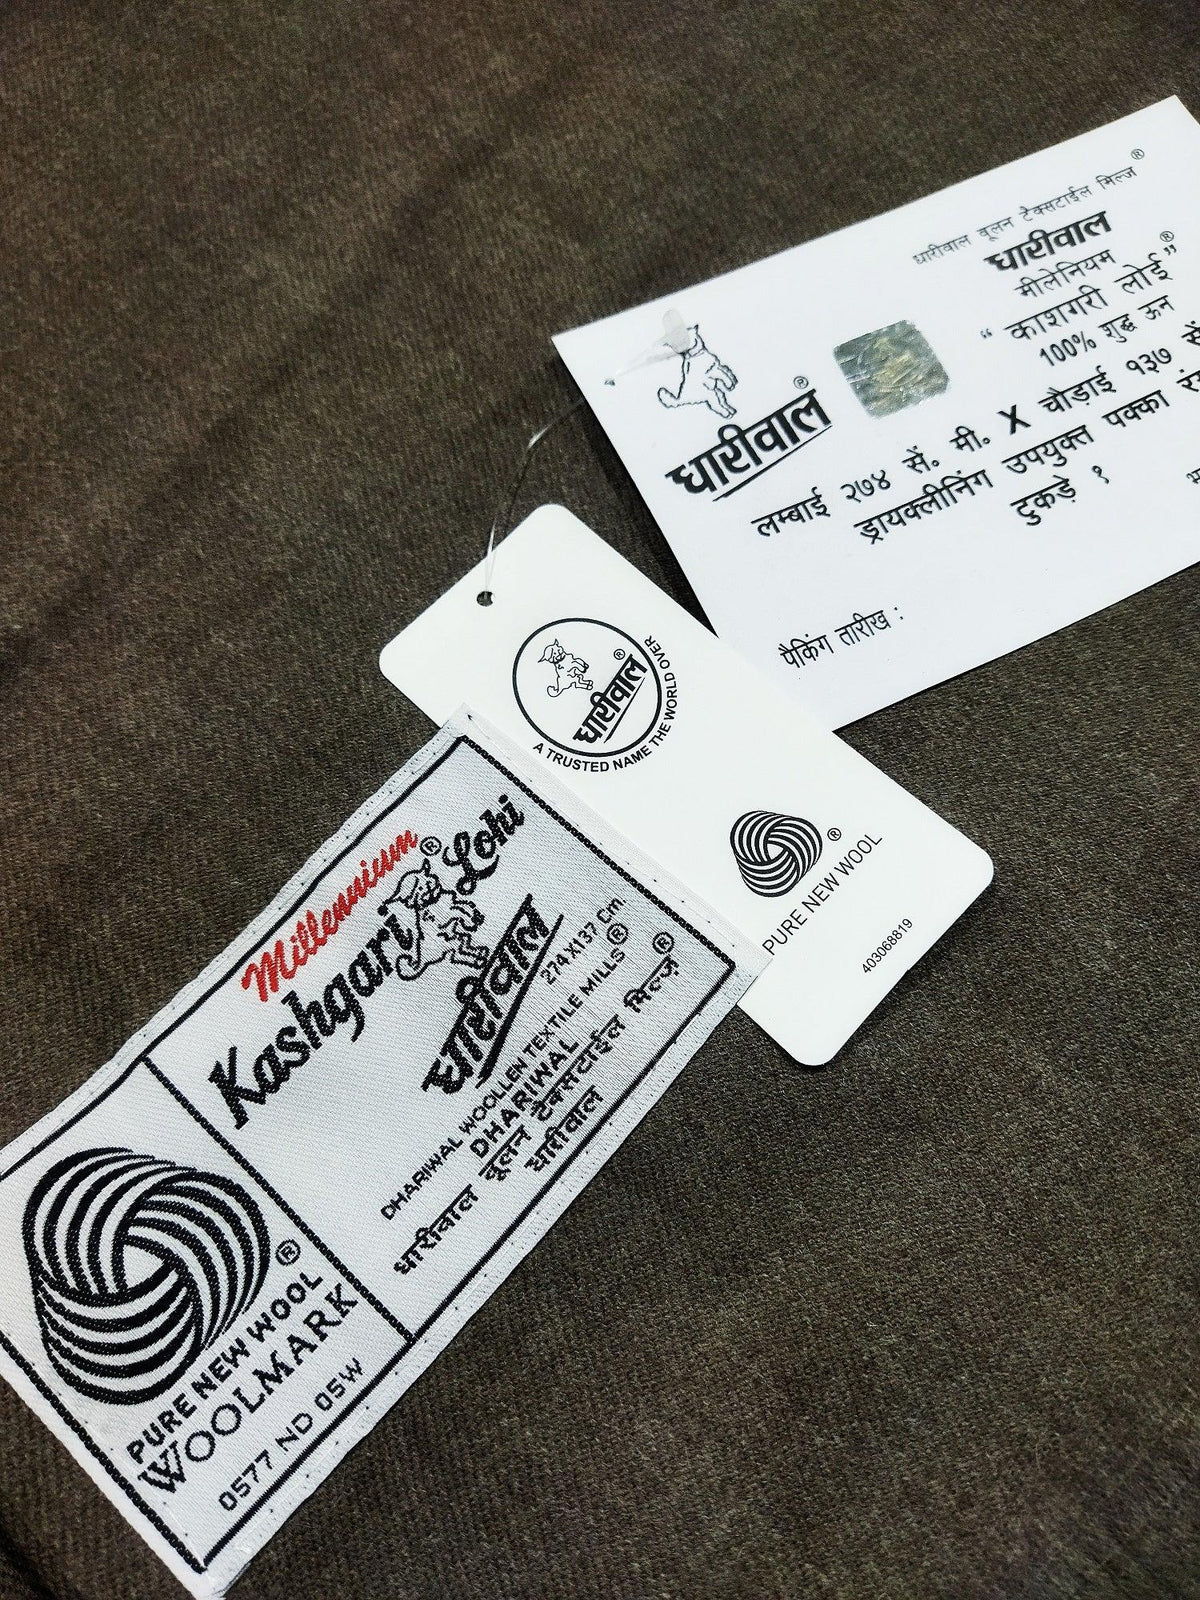 धारीवाल वूलन टैक्सटाईल मिल्ज®
धारीवाल
मीलेनियम
“ काशगरी लोई”®
100% शुद्ध ऊन
लम्बाई २७४ सें. मी. X चौड़ाई १३७ सें
ड्रायक्लीनिंग उपयुक्त पक्का
टुकड़े १
पैकिंग तारीख :
धारीवाल®
धारीवाल®
A TRUSTED NAME THE WORLD OVER
®
PURE NEW WOOL
403068819
Millennium
Kashgari® Lohi
धारीवाल
274X137 Cm.
DHARIWAL WOOLLEN TEXTILE MILLS®
DHARIWAL
धारीवाल वूलन टैक्सटाईल मिल्ज®
धारीवाल
®
PURE NEW WOOL
WOOLMARK
0577 ND 05W